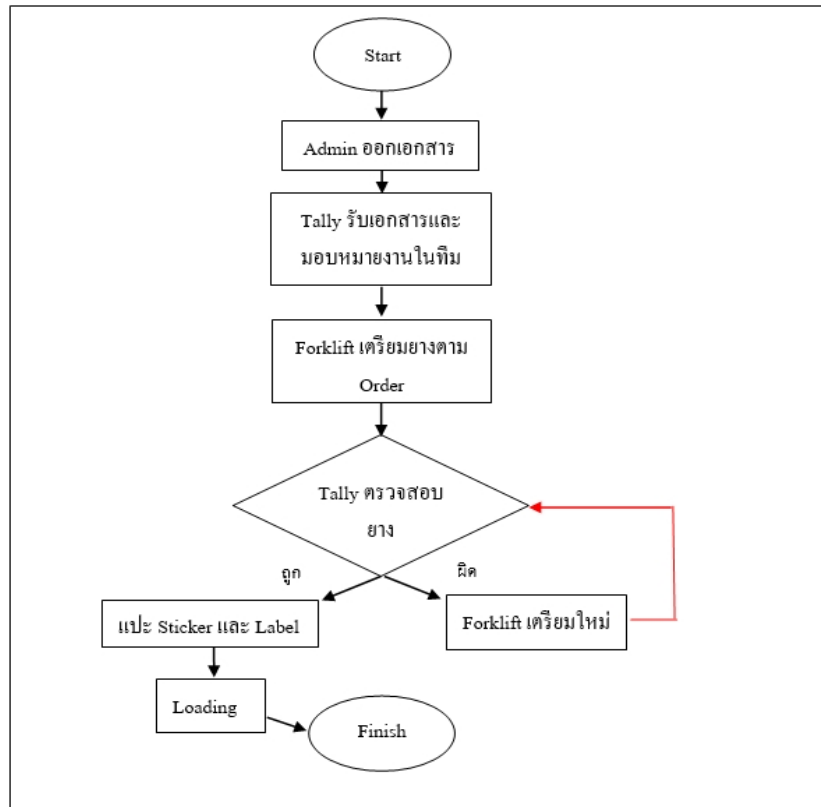 Start
Admin ออกเอกสาร
Tally รับเอกสารและ
มอบหมายงานในทีม
Forklift เตรียมยางตาม
Order
Tally ตรวจสอบ
ยาง
ถูก
ผิด
แปะ Sticker และ Label
Forklift เตรียมใหม่
Loading
Finish